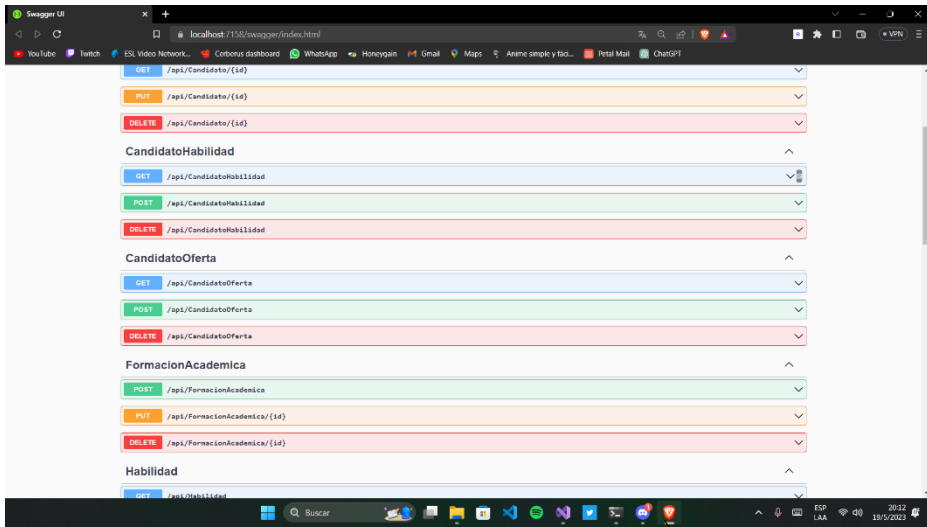 Swagger UI
localhost:7158/swagger/index.html
VPN
YouTube Twitch ESL Video Network... Cerberus dashboard WhatsApp Honeygain Gmail Maps Anime simple y fáci... Petal Mail ChatGPT
GET /api/Candidato/{id}
PUT /api/Candidato/{id}
DELETE /api/Candidato/{id}
CandidatoHabilidad
GET /api/CandidatoHabilidad
POST /api/CandidatoHabilidad
DELETE /api/CandidatoHabilidad
CandidatoOferta
GET /api/CandidatoOferta
POST /api/CandidatoOferta
DELETE /api/CandidatoOferta
FormacionAcademica
POST /api/FormacionAcademica
PUT /api/FormacionAcademica/{id}
DELETE /api/FormacionAcademica/{id}
Habilidad
GET /api/Habilidad
Buscar
ESP
LAA
20:12
19/5/2023